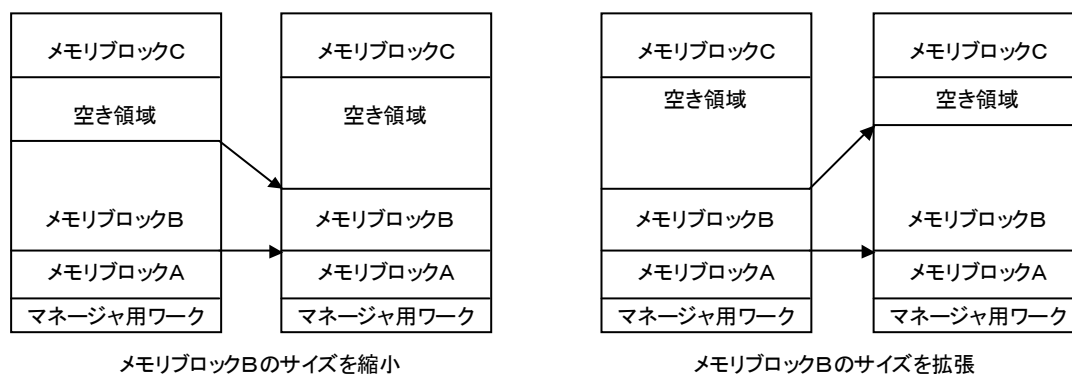 メモリブロックC
空き領域
メモリブロックB
メモリブロックA
マネージャ用ワーク
メモリブロックC
空き領域
メモリブロックB
メモリブロックA
マネージャ用ワーク
メモリブロックBのサイズを縮小
メモリブロックC
空き領域
メモリブロックB
メモリブロックA
マネージャ用ワーク
メモリブロックC
空き領域
メモリブロックB
メモリブロックA
マネージャ用ワーク
メモリブロックBのサイズを拡張